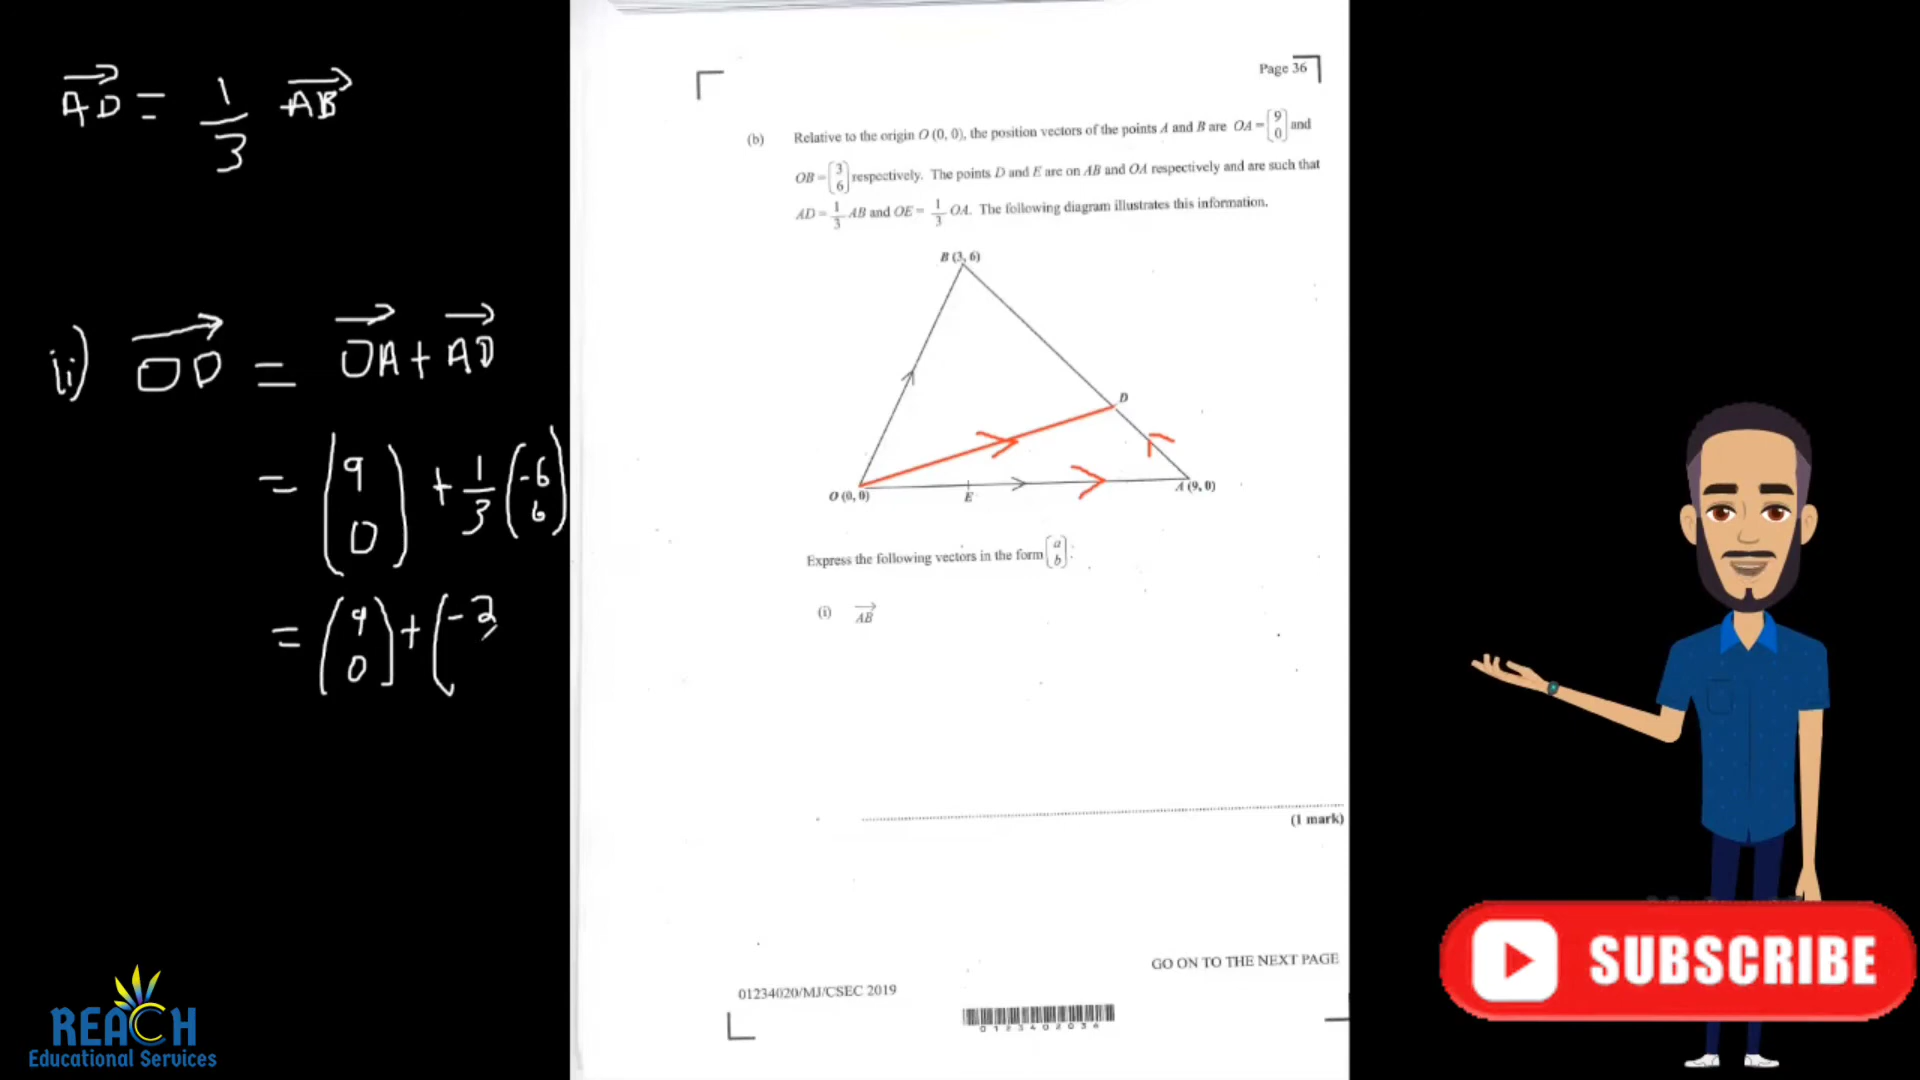 AD = 1/3 AB
ii) OD = OA + AD
= (9 0) + 1/3 (-6 6)
= (9 0) + (-2
Page 36
(b) Relative to the origin O (0, 0), the position vectors of the points A and B are OA = [9 0] and
OB = [3 6] respectively. The points D and E are on AB and OA respectively and are such that
AD = 1/3 AB and OE = 1/3 OA. The following diagram illustrates this information.
B (3, 6)
D
O (0, 0)
E
A (9, 0)
Express the following vectors in the form [a b].
(i) AB
(1 mark)
GO ON TO THE NEXT PAGE
01234020/MJ/CSEC 2019
0123402036
SUBSCRIBE
REACH
Educational Services